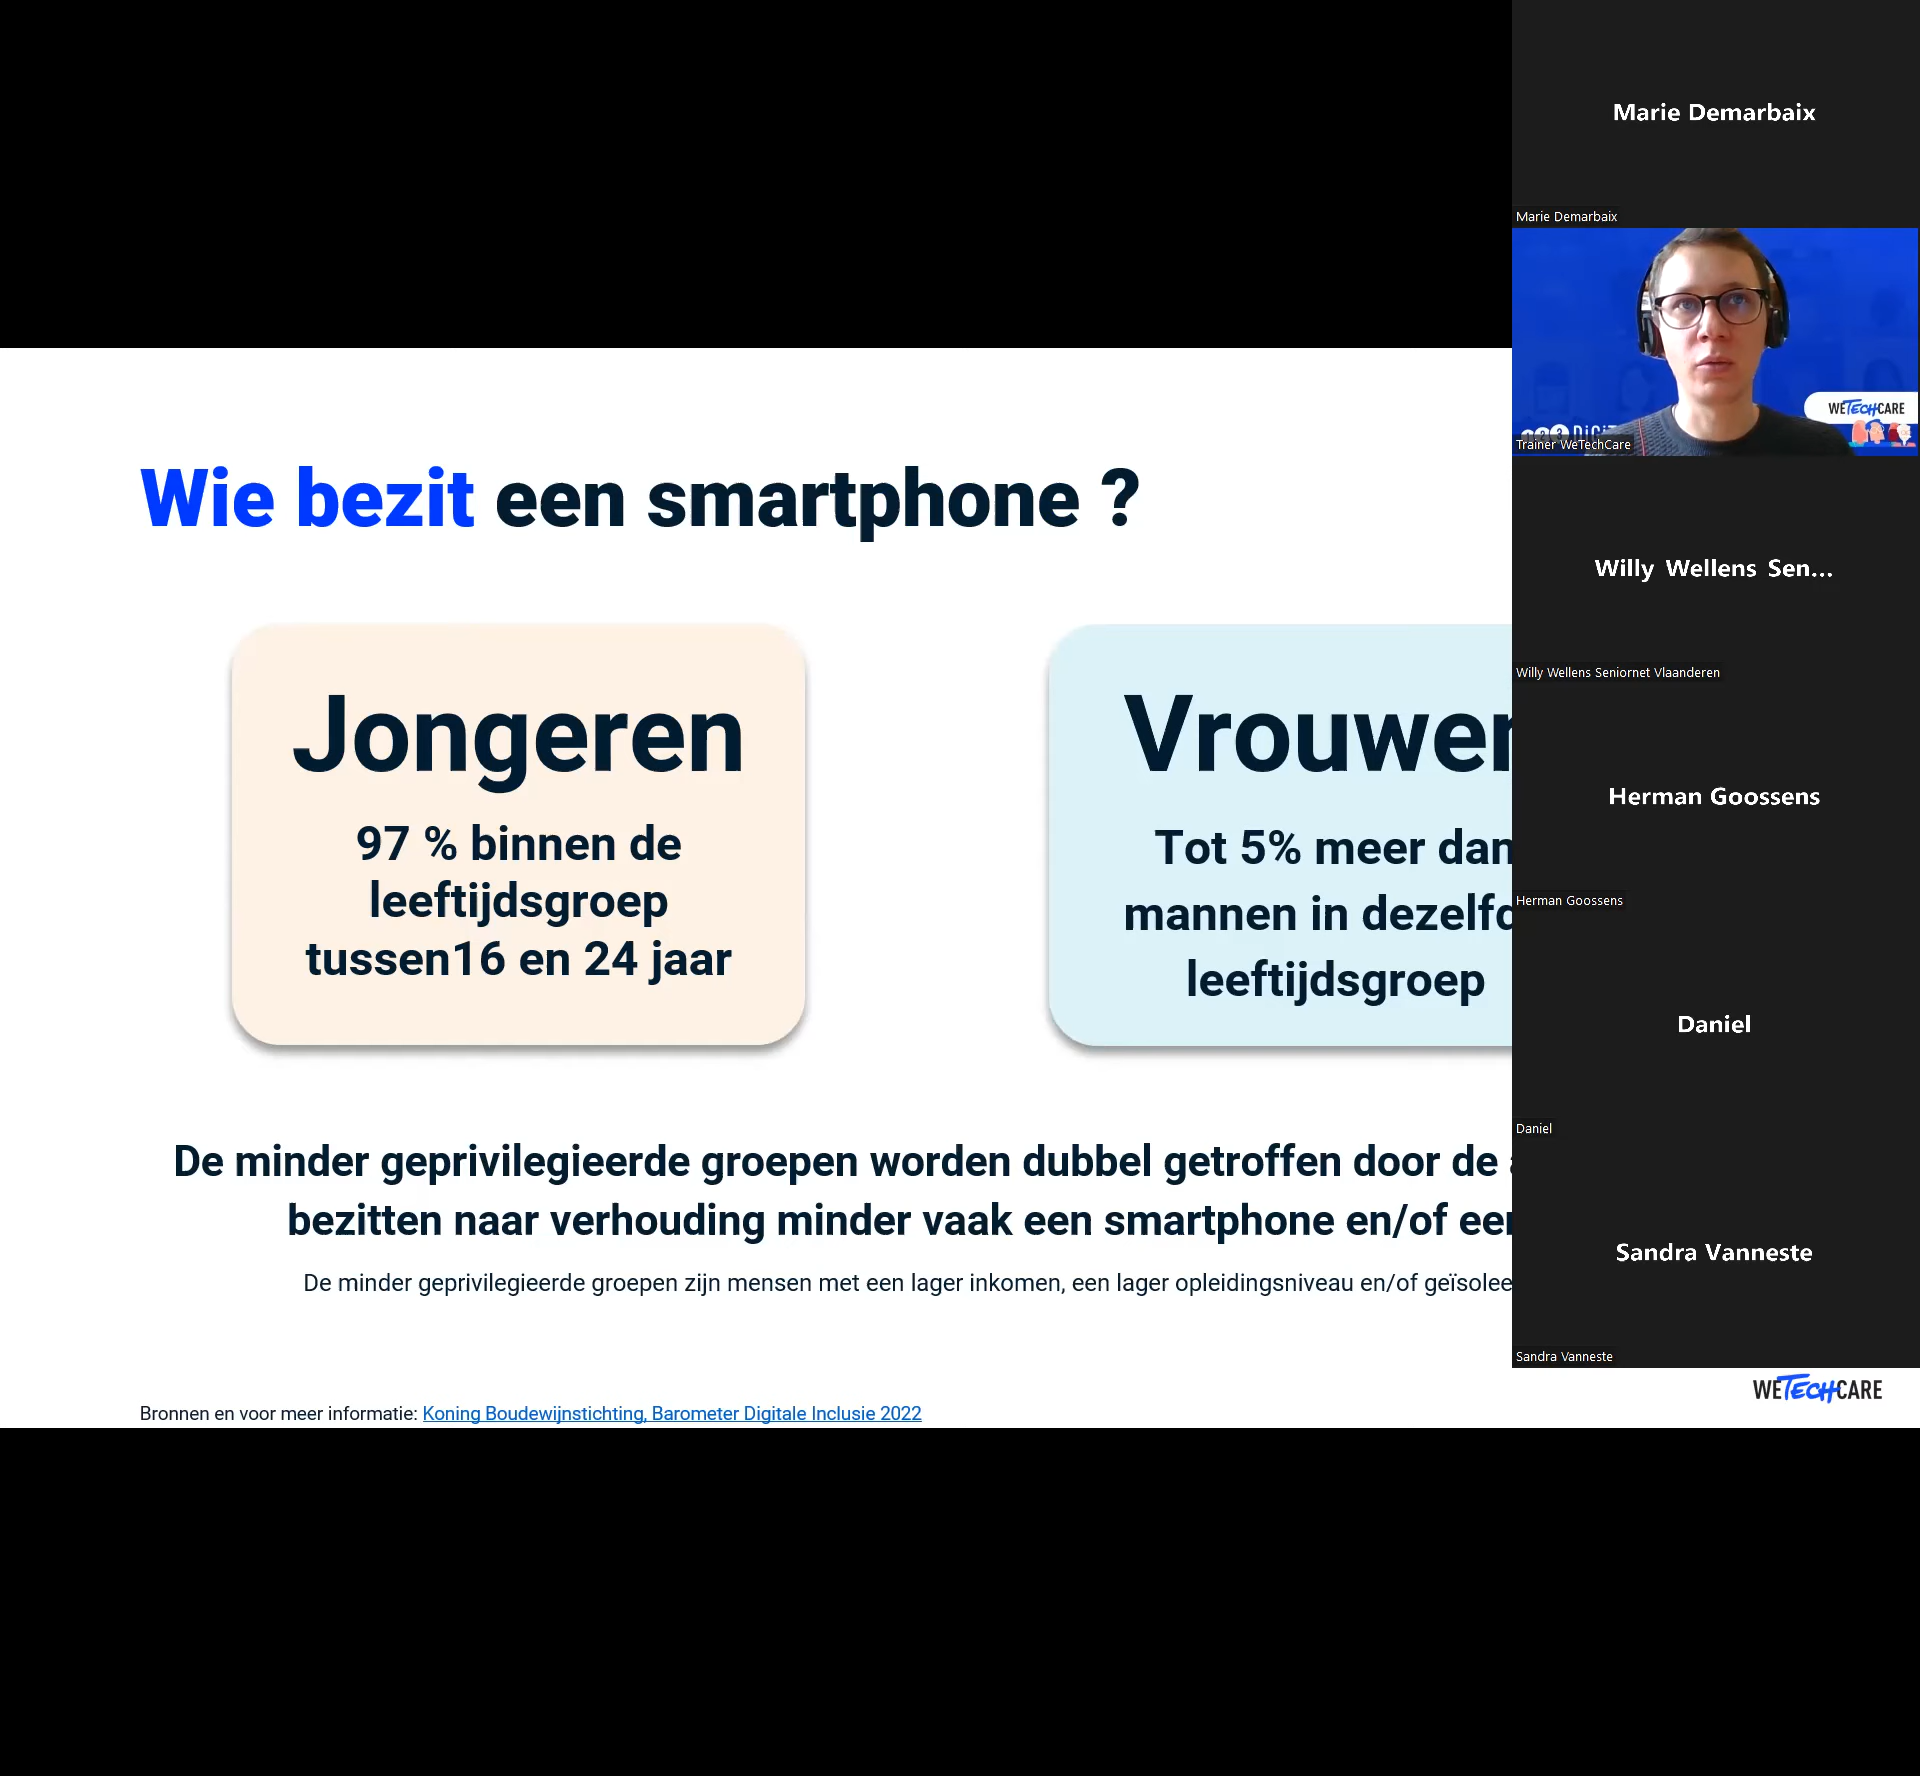 Wie bezit een smartphone ?
Jongeren
97 % binnen de
leeftijdsgroep
tussen16 en 24 jaar
Tot 5% meer dan
mannen in
leeftijdsgroep
De minder geprivilegieerde groepen worden dubbel getroffen door de
bezitten naar verhouding minder vaak een smartphone en/of
De minder geprivilegieerde groepen zijn mensen met een lager inkomen, een lager opleidingsniveau en/of
Bronnen en voor meer informatie: Koning Boudewijnstichting, Barometer Digitale Inclusie 2022
WETECHCARE
Marie Demarbaix
Marie Demarbaix
WETECHCARE
Trainer WeTechCare
Willy Wellens Sen...
Willy Wellens Seniornet Vlaanderen
Herman Goossens
Herman Goossens
Daniel
Daniel
Sandra Vanneste
Sandra Vanneste